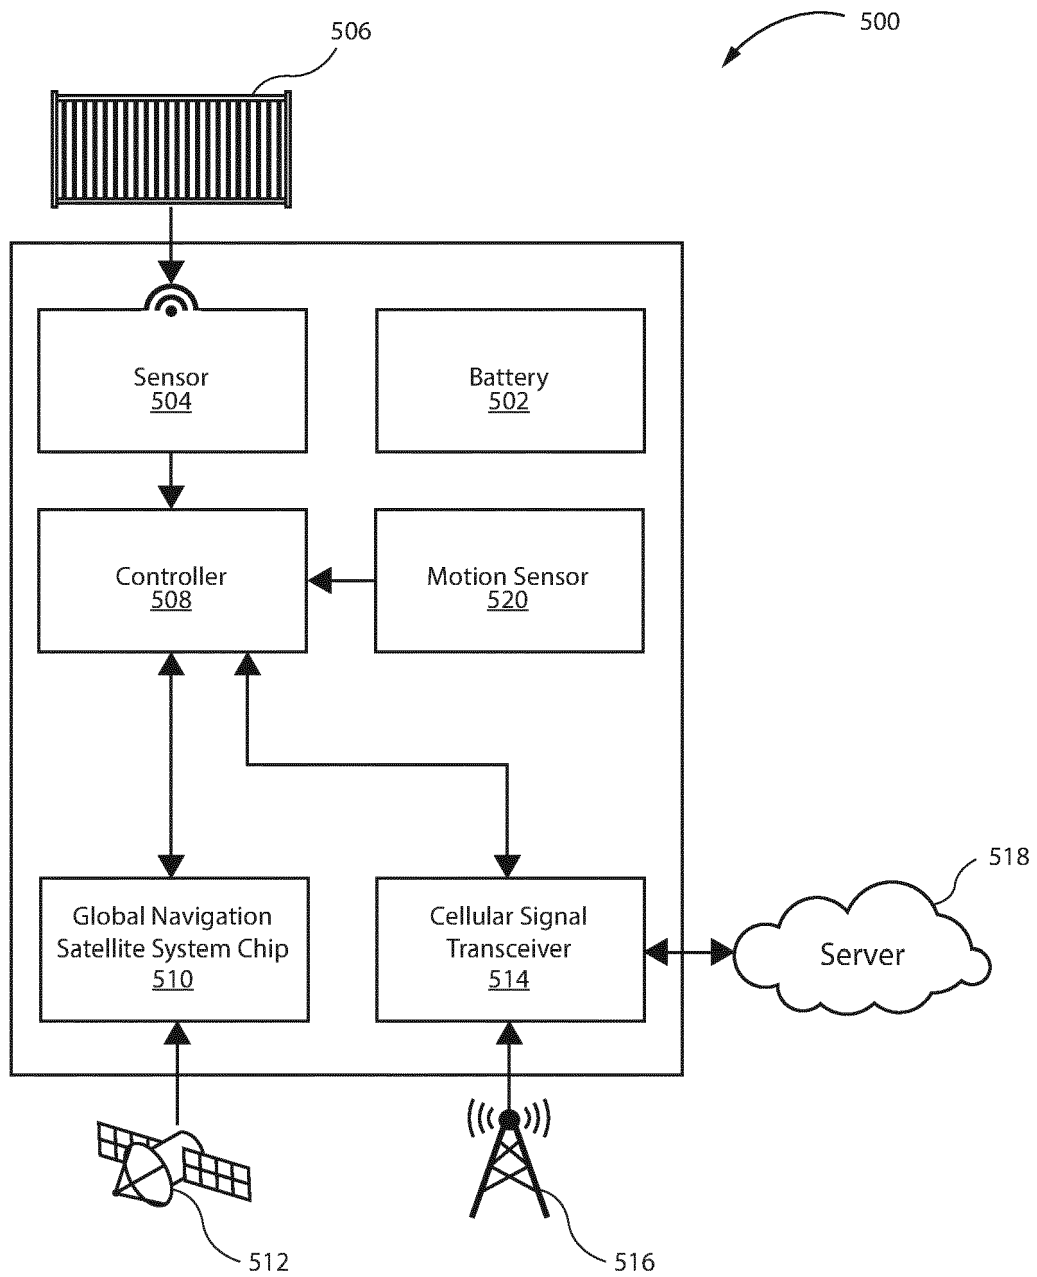 500
506
Sensor
504
Battery
502
Controller
508
Motion Sensor
520
Global Navigation
Satellite System Chip
510
Cellular Signal
Transceiver
514
518
Server
512
516